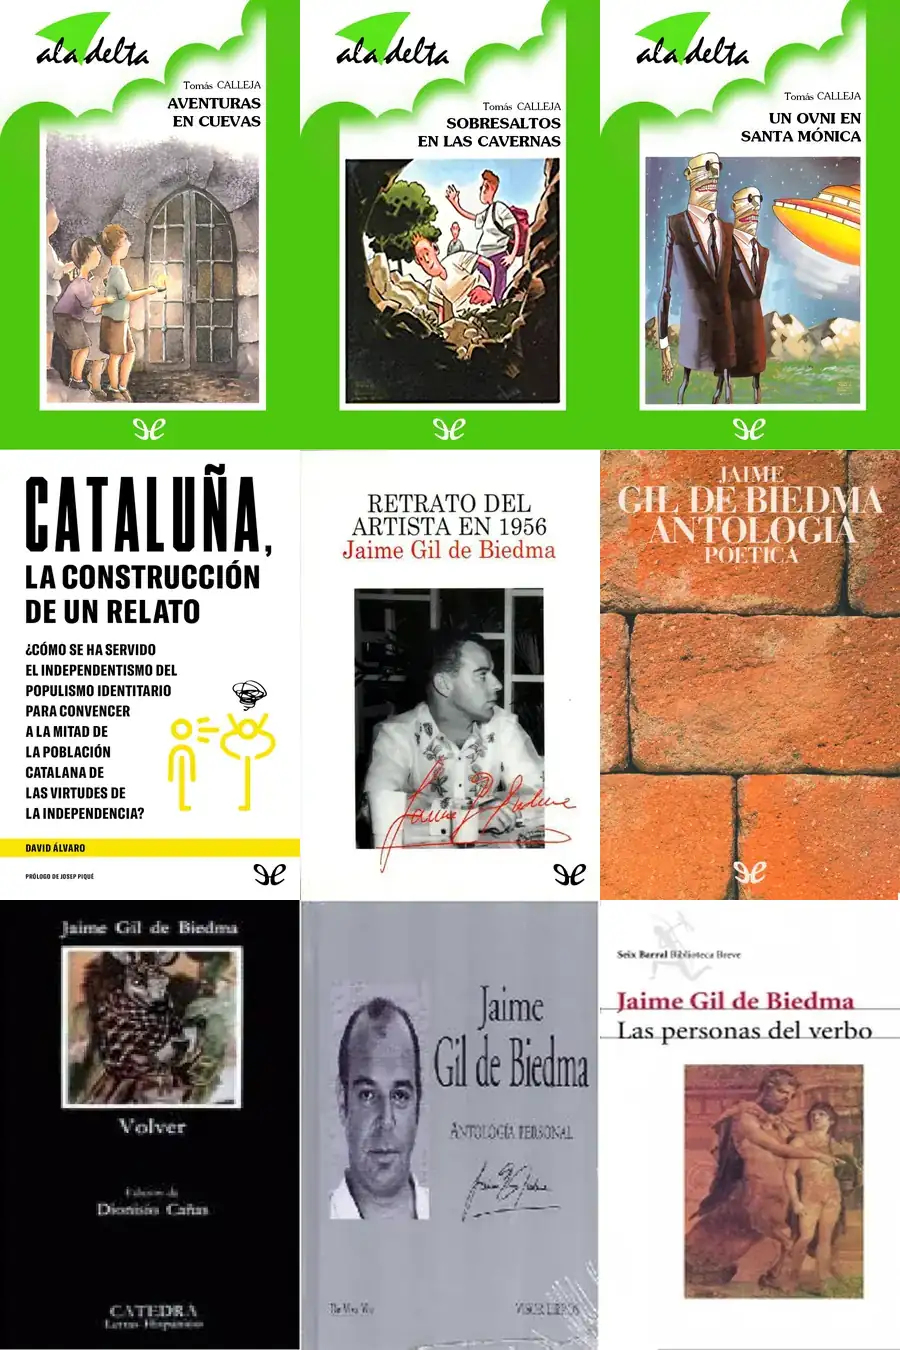 ala delta
Tomás CALLEJA
AVENTURAS
EN CUEVAS
ala delta
Tomás CALLEJA
SOBRESALTOS
EN LAS CAVERNAS
ala delta
Tomás CALLEJA
UN OVNI EN
SANTA MÓNICA
CATALUÑA,
LA CONSTRUCCIÓN
DE UN RELATO
¿CÓMO SE HA SERVIDO
EL INDEPENDENTISMO DEL
POPULISMO IDENTITARIO
PARA CONVENCER
A LA MITAD DE
LA POBLACIÓN
CATALANA DE
LAS VIRTUDES DE
LA INDEPENDENCIA?
DAVID ÁLVARO
PRÓLOGO DE JOSEP PIQUÉ
RETRATO DEL
ARTISTA EN 1956
Jaime Gil de Biedma
JAIME
GIL DE BIEDMA
ANTOLOGÍA
POÉTICA
Jaime Gil de Biedma
Volver
Edición de
Dionisio Cañas
CATEDRA
Letras Hispánicas
Jaime
Gil de Biedma
ANTOLOGÍA PERSONAL
VISOR LIBROS
Seix Barral Biblioteca Breve
Jaime Gil de Biedma
Las personas del verbo